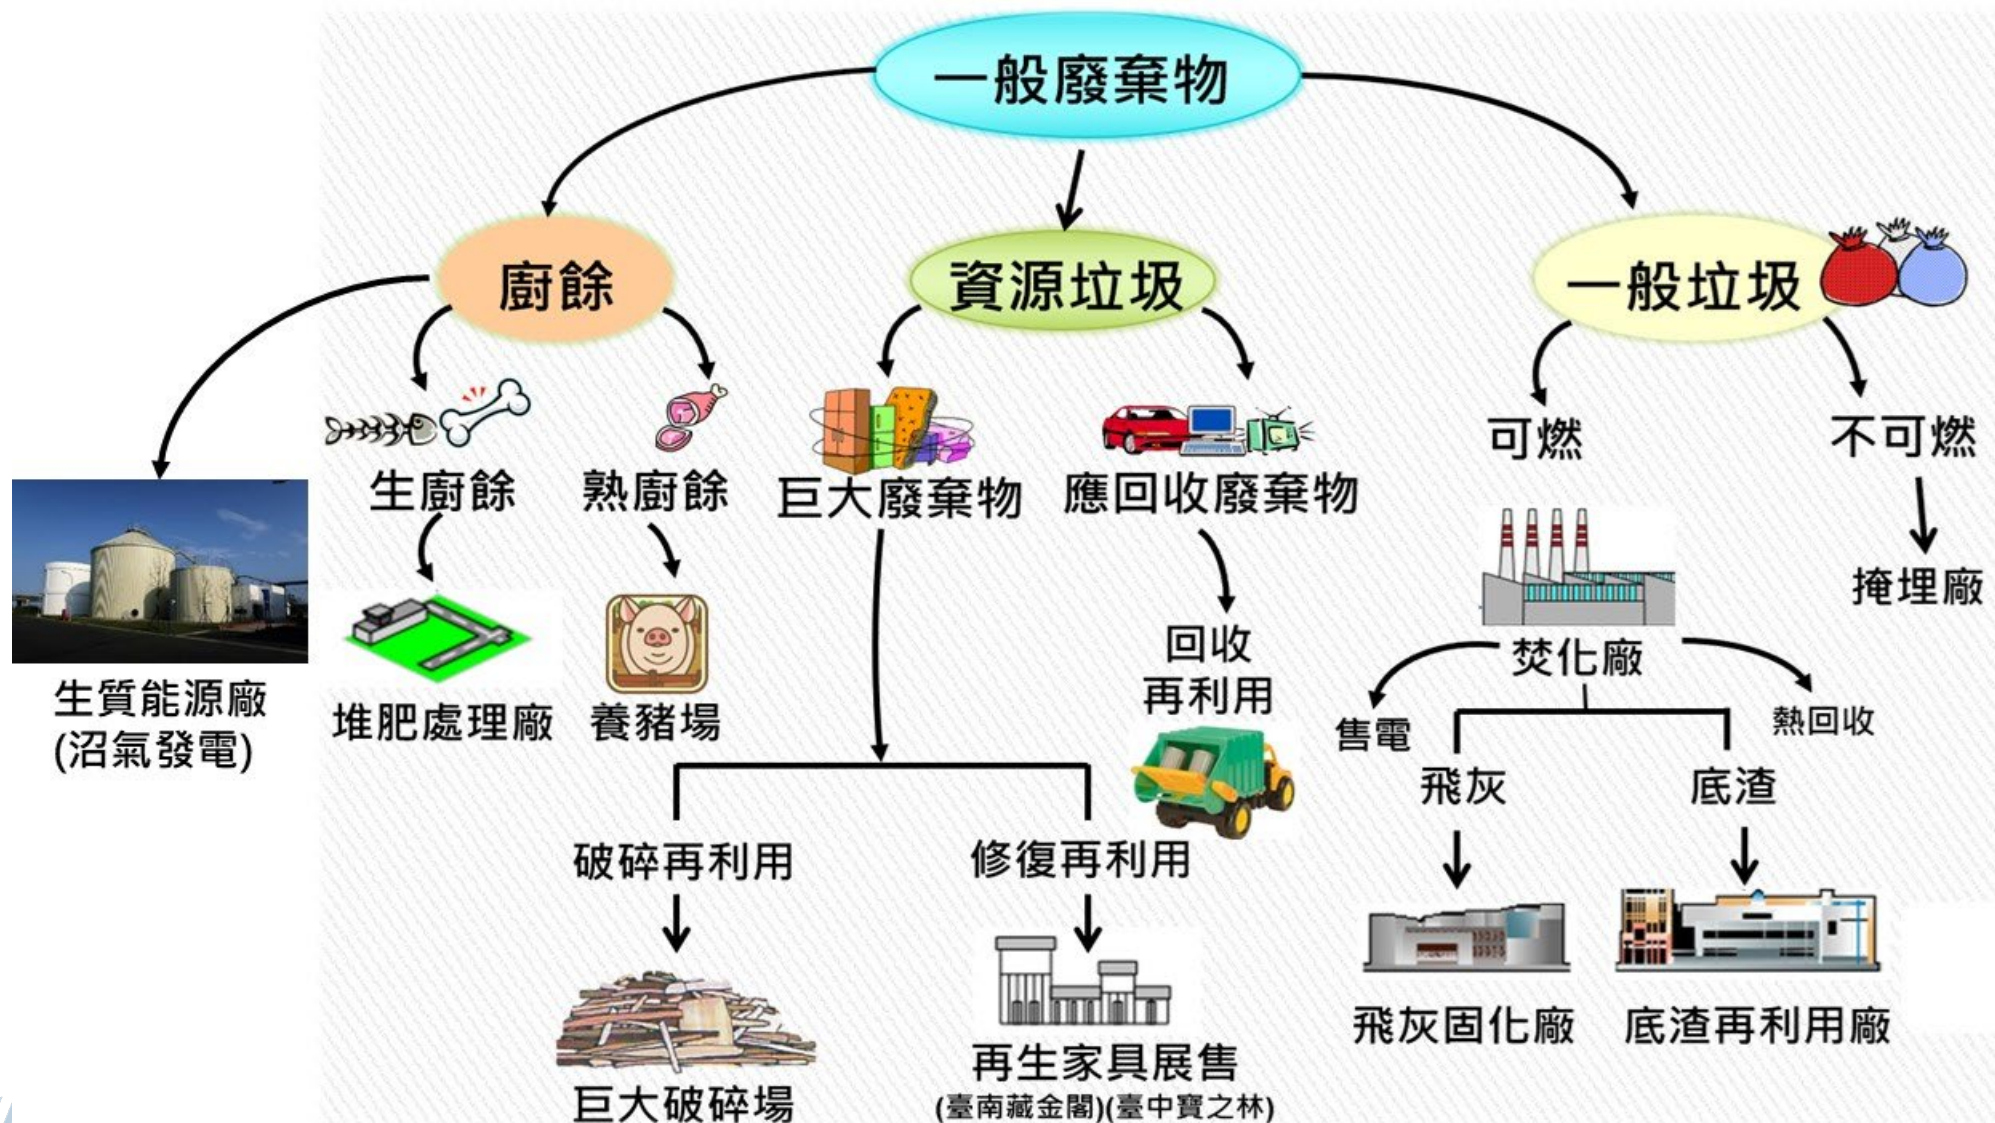 一般廢棄物
廚餘
資源垃圾
一般垃圾
可燃
不可燃
生廚餘
熟廚餘
巨大廢棄物
應回收廢棄物
掩埋廠
回收
再利用
焚化廠
生質能源廠
(沼氣發電)
堆肥處理廠
養豬場
售電
熱回收
飛灰
底渣
破碎再利用
修復再利用
飛灰固化廠
底渣再利用廠
再生家具展售
(臺南藏金閣)(臺中寶之林)
巨大破碎場